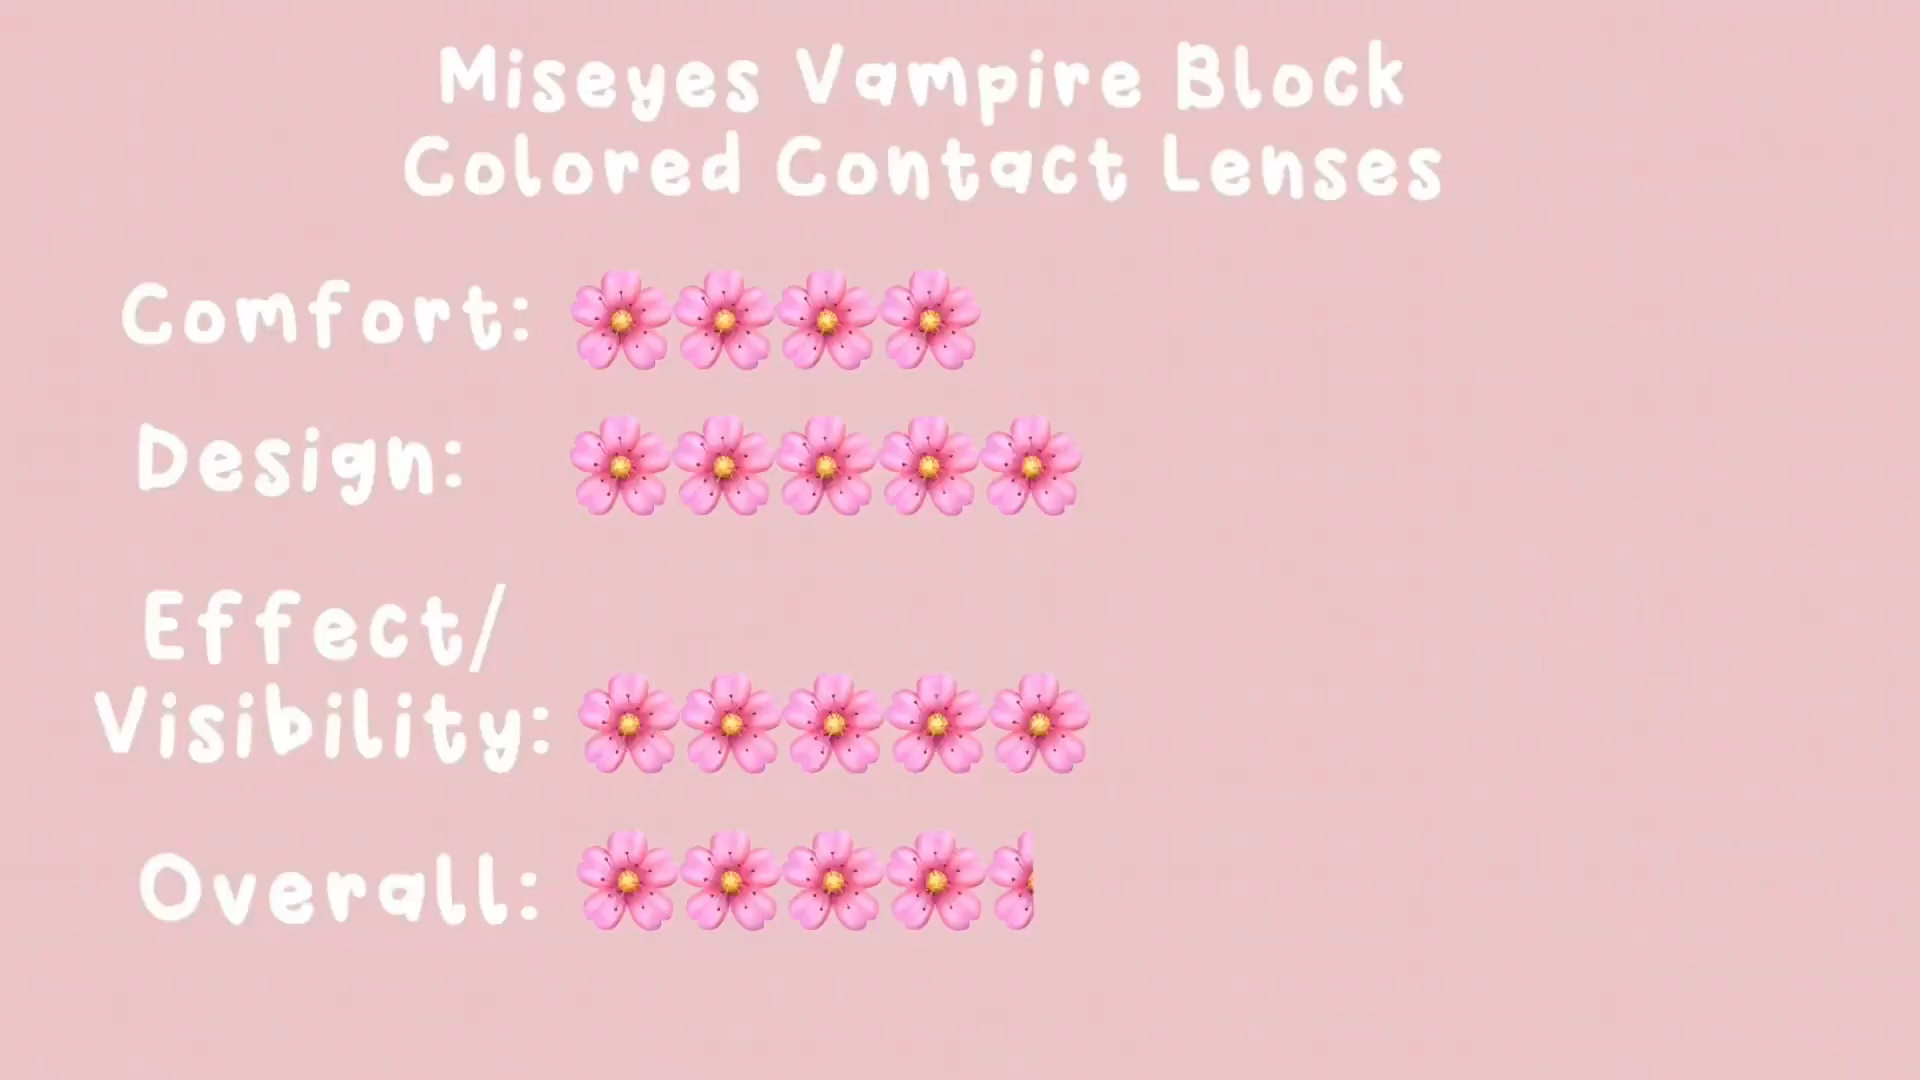 Miseyes Vampire Block
Colored Contact Lenses
Comfort:
Design:
Effect/
Visibility:
Overall: